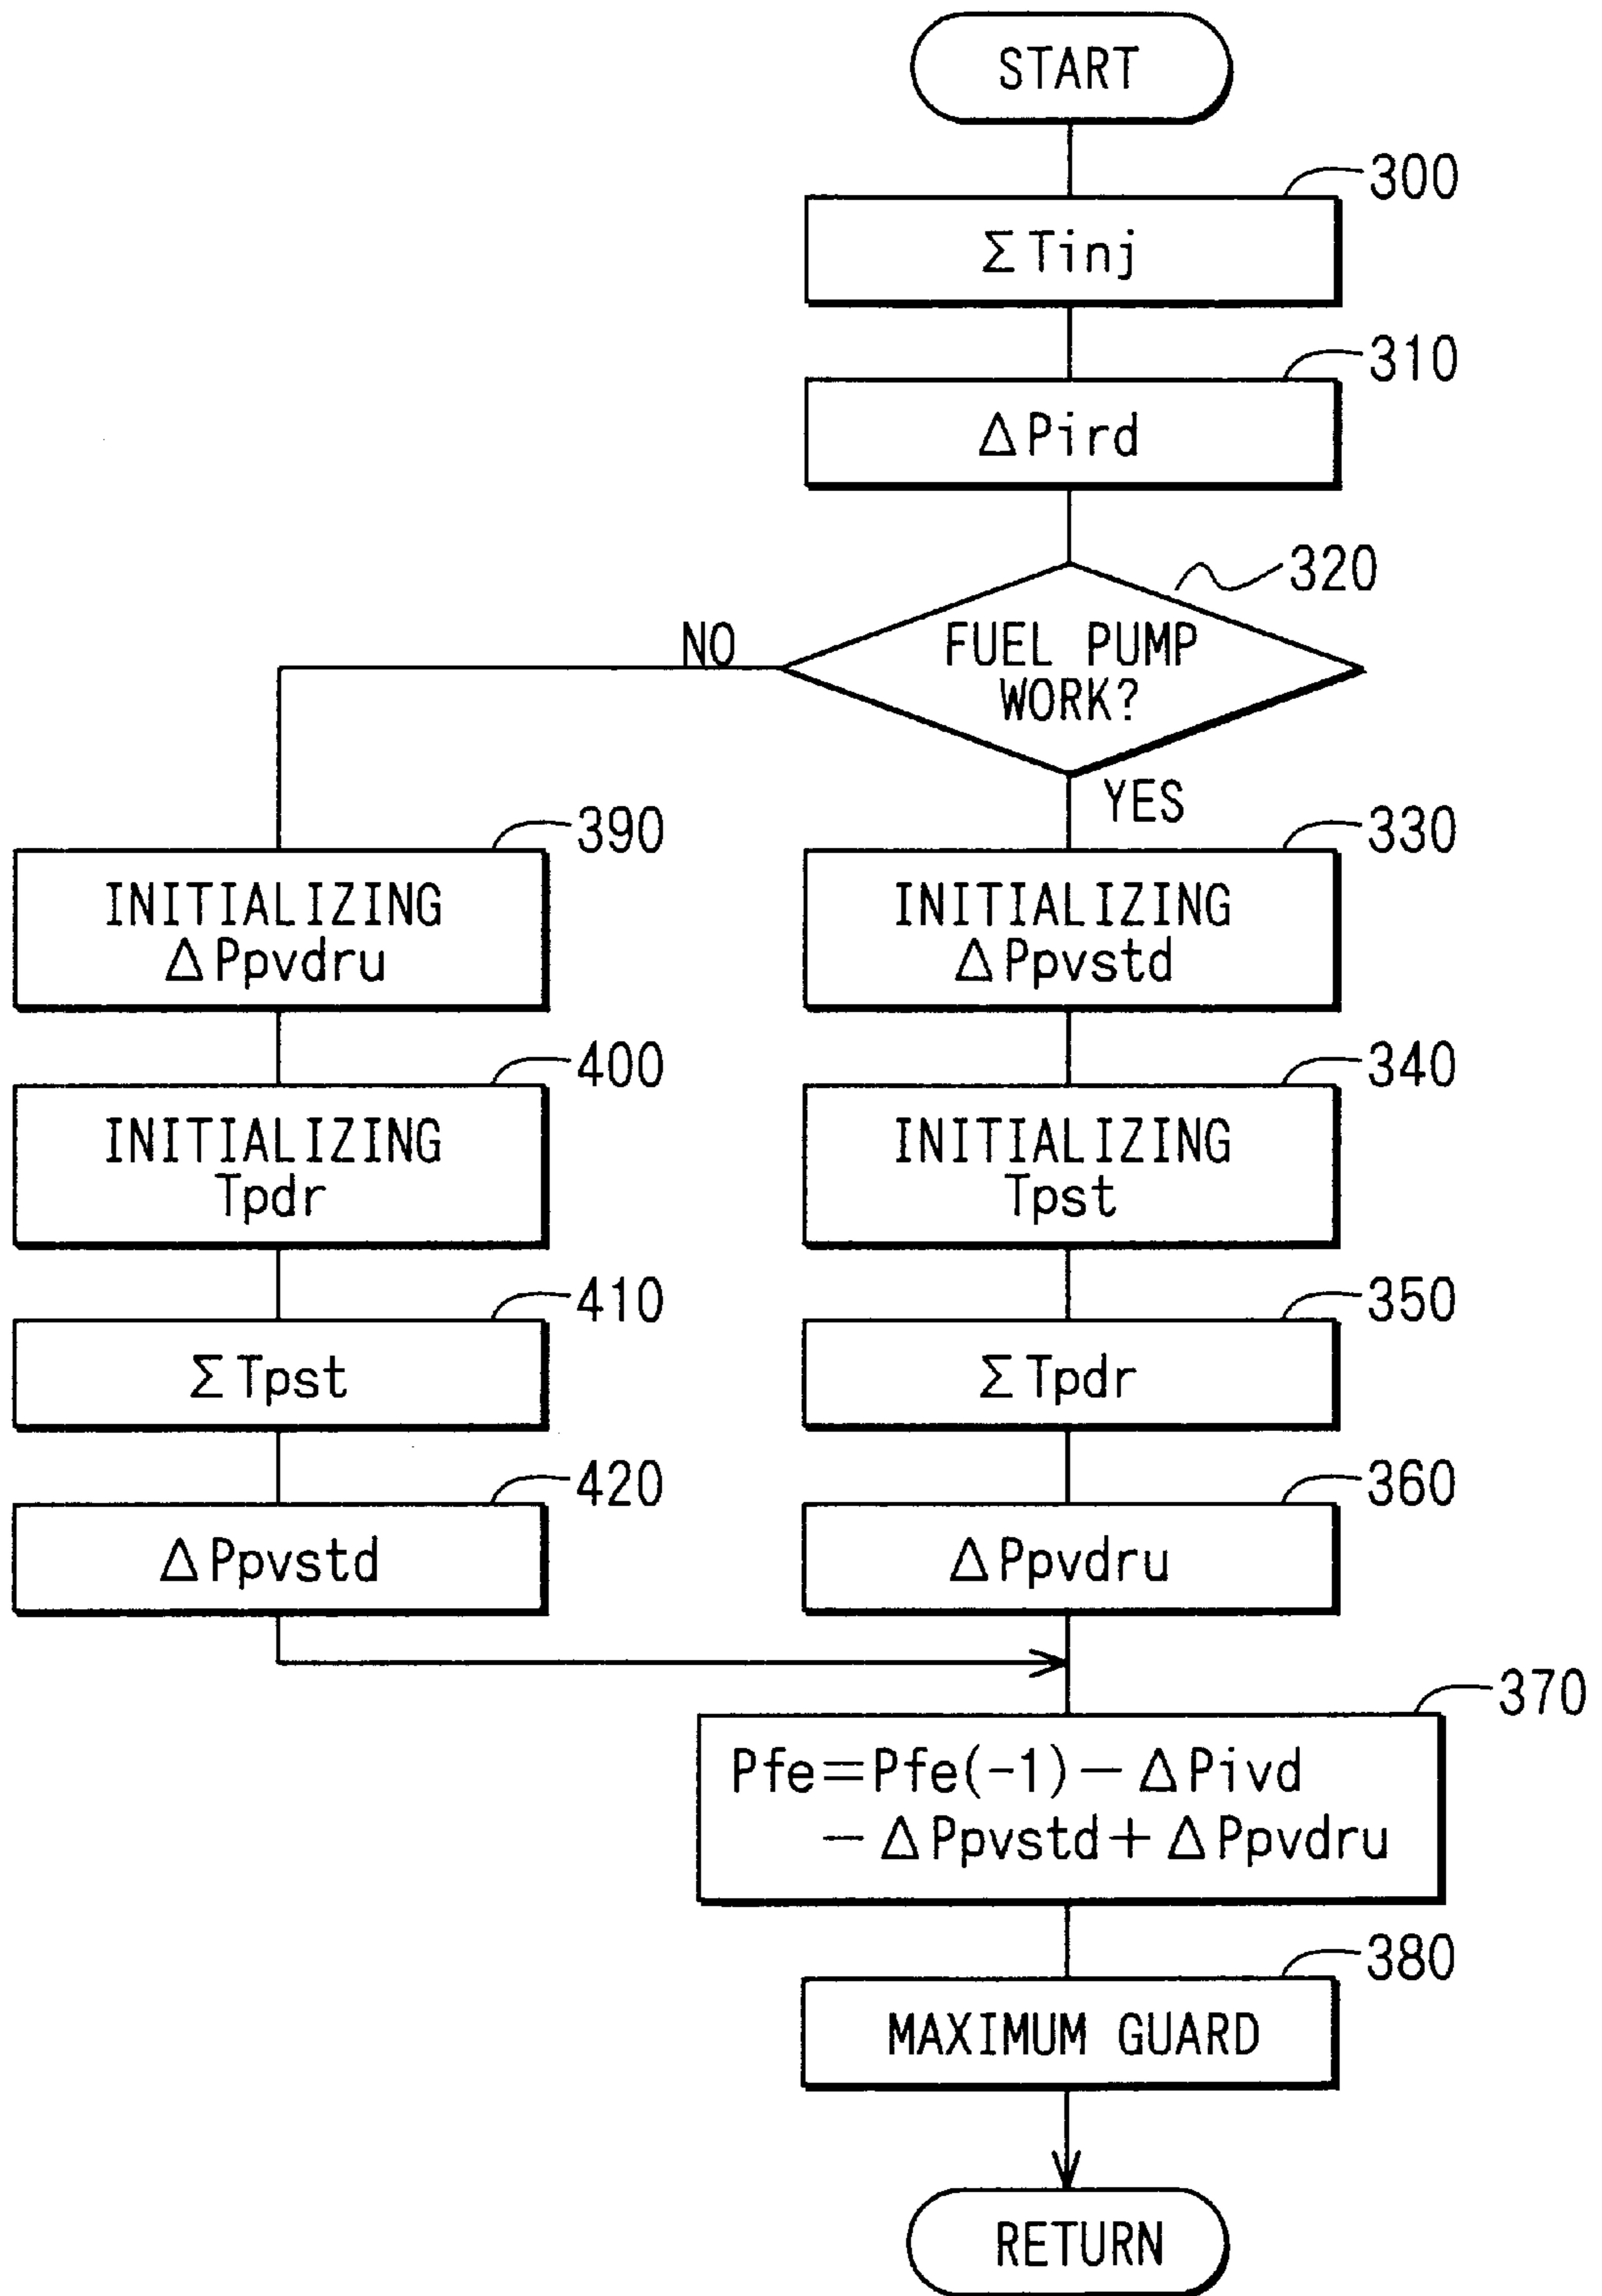 START
300
ΣTinj
310
ΔPird
320
FUEL PUMP
WORK?
NO
YES
390
INITIALIZING
ΔPpvdru
330
INITIALIZING
ΔPpvstd
400
INITIALIZING
Tpdr
340
INITIALIZING
Tpst
410
ΣTpst
350
ΣTpdr
420
ΔPpvstd
360
ΔPpvdru
370
Pfe=Pfe(-1)-ΔPivd
-ΔPpvstd+ΔPpvdru
380
MAXIMUM GUARD
RETURN